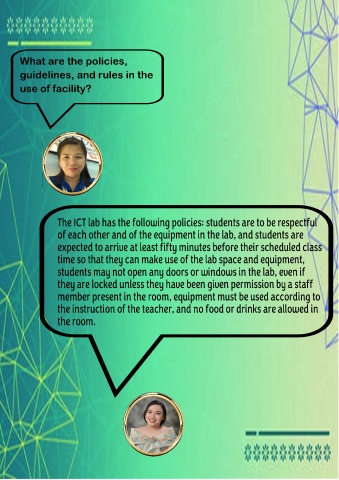 What are the policies,
guidelines, and rules in the
use of facility?
The ICT lab has the following policies: students are to be respectful
of each other and of the equipment in the lab, and students are
expected to arrive at least fifty minutes before their scheduled class
time so that they can make use of the lab space and equipment,
students may not open any doors or windows in the lab, even if
they are locked unless they have been given permission by a staff
member present in the room, equipment must be used according to
the instruction of the teacher, and no food or drinks are allowed in
the room.